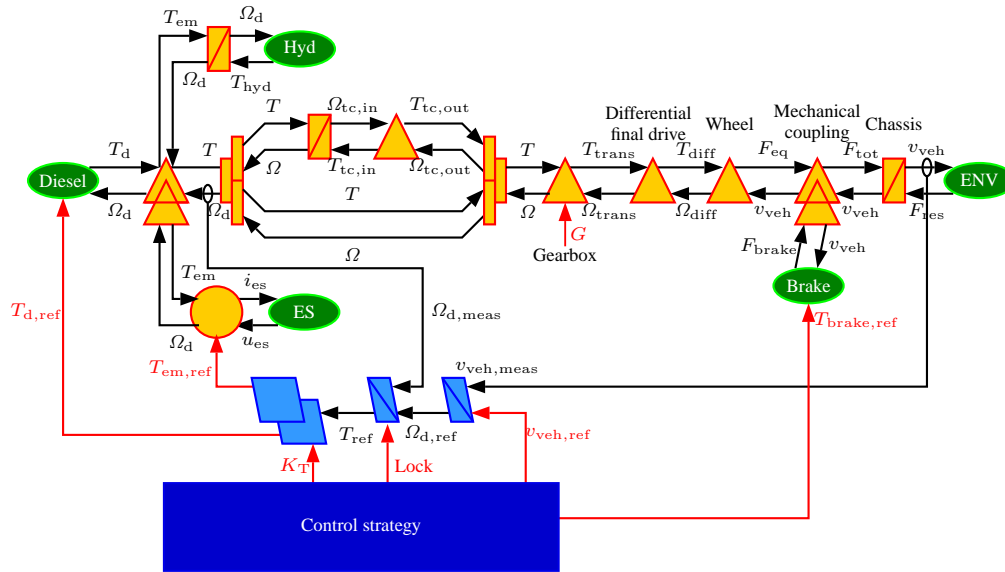 T_em
Ω_d
Hyd
Ω_d
T_hyd
T
Ω_tc,in
T_tc,out
Ω
T_tc,in
Ω_tc,out
Differential
final drive
Wheel
Mechanical
coupling
Chassis
T_d
T
T
T_trans
T_diff
F_eq
F_tot
v_veh
Diesel
ENV
Ω_d
Ω_d
T
Ω
Ω_trans
Ω_diff
v_veh
v_veh
F_res
G
Gearbox
Ω
F_brake
v_veh
T_em
i_es
Brake
T_d,ref
ES
Ω_d,meas
T_brake,ref
Ω_d
u_es
T_em,ref
v_veh,meas
T_ref
Ω_d,ref
v_veh,ref
K_T
Lock
Control strategy